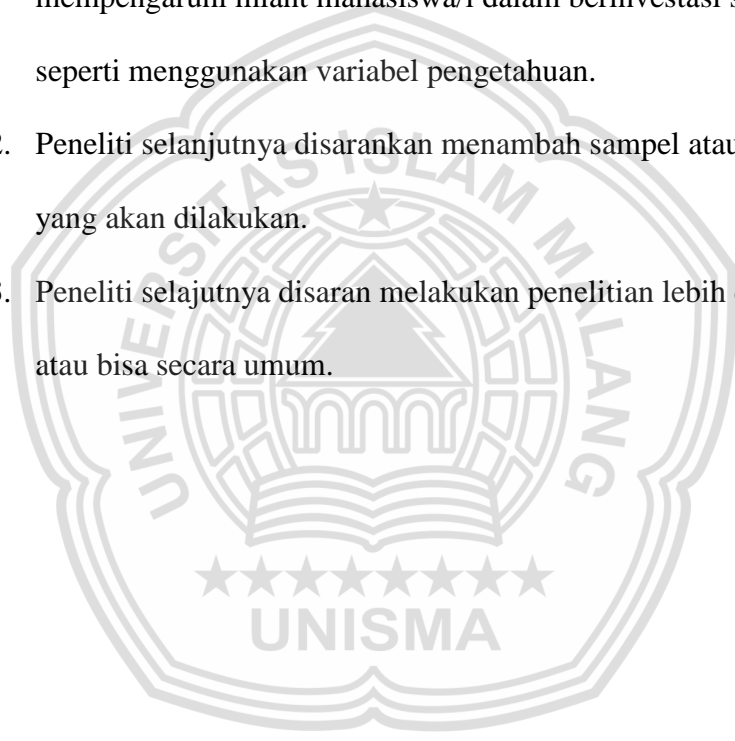 mempengaruhi minant mahasiswa/i dalam berinvestasi
seperti menggunakan variabel pengetahuan.
2. Peneliti selanjutnya disarankan menambah sampel atau
yang akan dilakukan.
3. Peneliti selajutnya disaran melakukan penelitian lebih
atau bisa secara umum.
UNIVERSITAS ISLAM MALANG
UNISMA